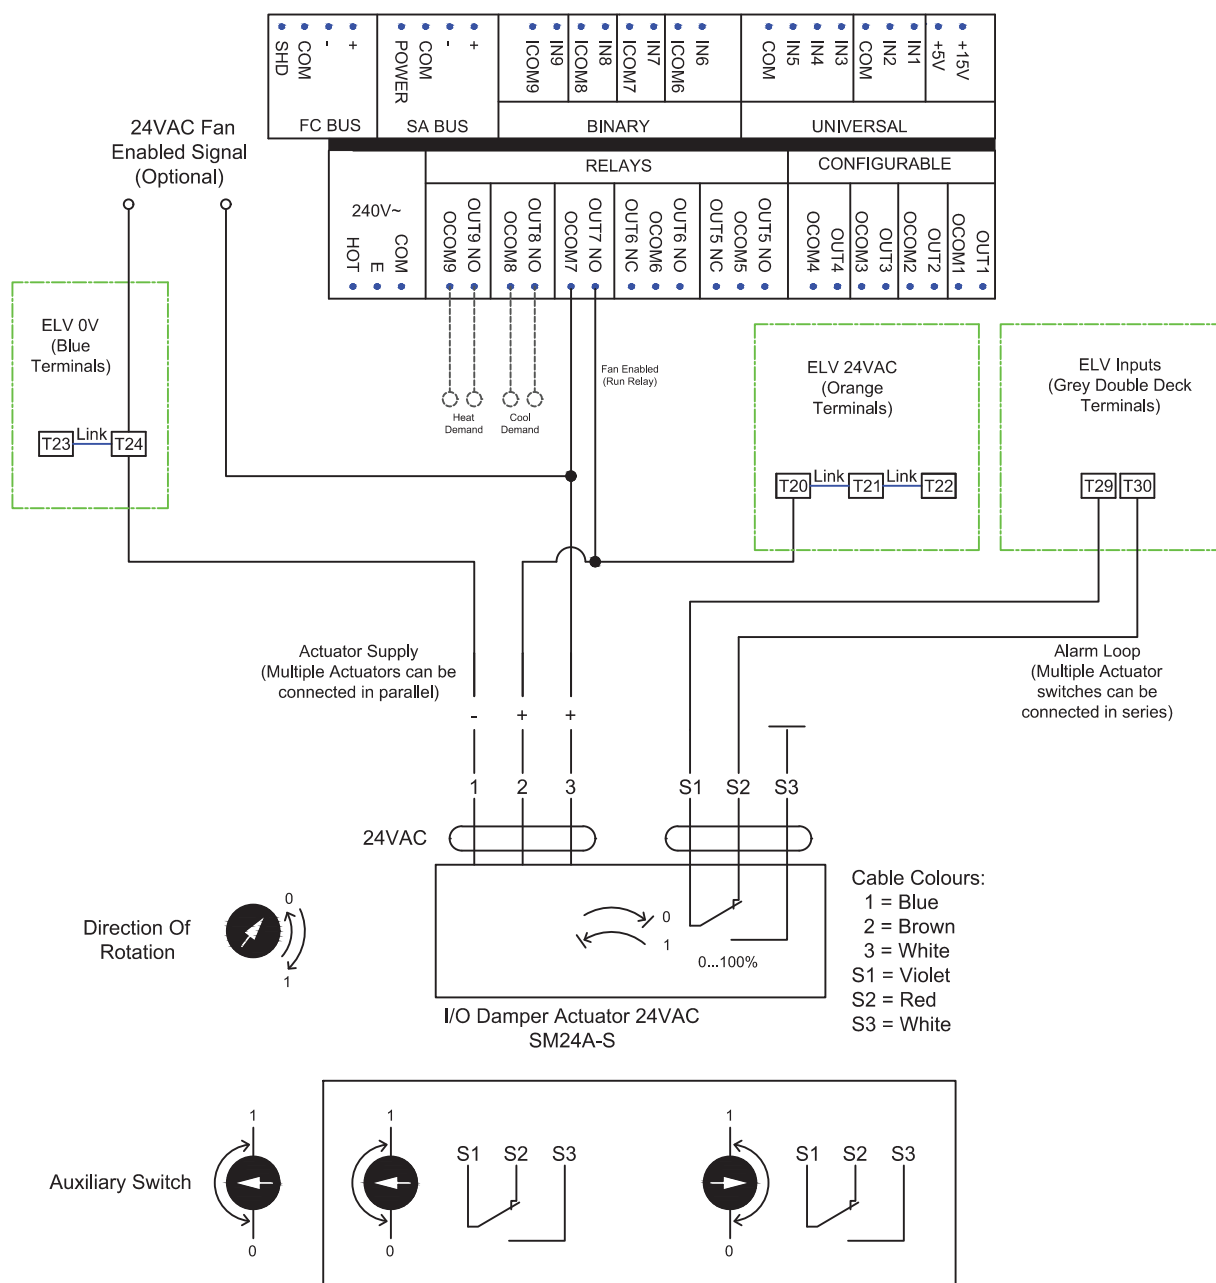 SHD
COM
-
+
POWER
COM
-
+
ICOM9
IN9
ICOM8
IN8
ICOM7
IN7
ICOM6
IN6
COM
IN5
IN4
IN3
COM
IN2
IN1
+5V
+15V
FC BUS
SA BUS
BINARY
UNIVERSAL
24VAC Fan
Enabled Signal
(Optional)
RELAYS
CONFIGURABLE
240V~
HOT
E
COM
OCOM9
OUT9 NO
OCOM8
OUT8 NO
OCOM7
OUT7 NO
OUT6 NC
OCOM6
OUT6 NO
OUT5 NC
OCOM5
OUT5 NO
OCOM4
OUT4
OCOM3
OUT3
OCOM2
OUT2
OCOM1
OUT1
ELV 0V
(Blue
Terminals)
T23
Link
T24
Heat
Demand
Cool
Demand
Fan Enabled
(Run Relay)
ELV 24VAC
(Orange
Terminals)
T20
Link
T21
Link
T22
ELV Inputs
(Grey Double Deck
Terminals)
T29
T30
Actuator Supply
(Multiple Actuators can be
connected in parallel)
Alarm Loop
(Multiple Actuator
switches can be
connected in series)
-
+
+
1
2
3
S1
S2
S3
24VAC
Direction Of
Rotation
0
1
0
1
0...100%
Cable Colours:
1 = Blue
2 = Brown
3 = White
S1 = Violet
S2 = Red
S3 = White
I/O Damper Actuator 24VAC
SM24A-S
Auxiliary Switch
1
0
1
0
S1
S2
S3
1
0
S1
S2
S3